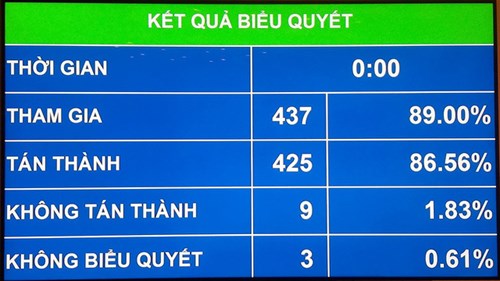 KẾT QUẢ BIỂU QUYẾT
THỜI GIAN 0:00
THAM GIA 437 89.00%
TÁN THÀNH 425 86.56%
KHÔNG TÁN THÀNH 9 1.83%
KHÔNG BIỂU QUYẾT 3 0.61%